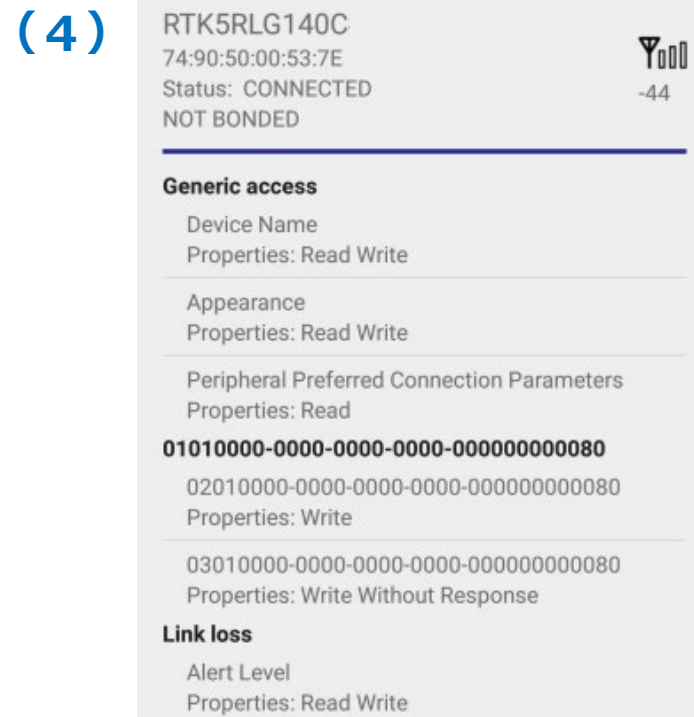 (4)
RTK5RLG140C
74:90:50:00:53:7E
Status: CONNECTED
-44
NOT BONDED
Generic access
Device Name
Properties: Read Write
Appearance
Properties: Read Write
Peripheral Preferred Connection Parameters
Properties: Read
01010000-0000-0000-0000-000000000080
02010000-0000-0000-0000-000000000080
Properties: Write
03010000-0000-0000-0000-000000000080
Properties: Write Without Response
Link loss
Alert Level
Properties: Read Write